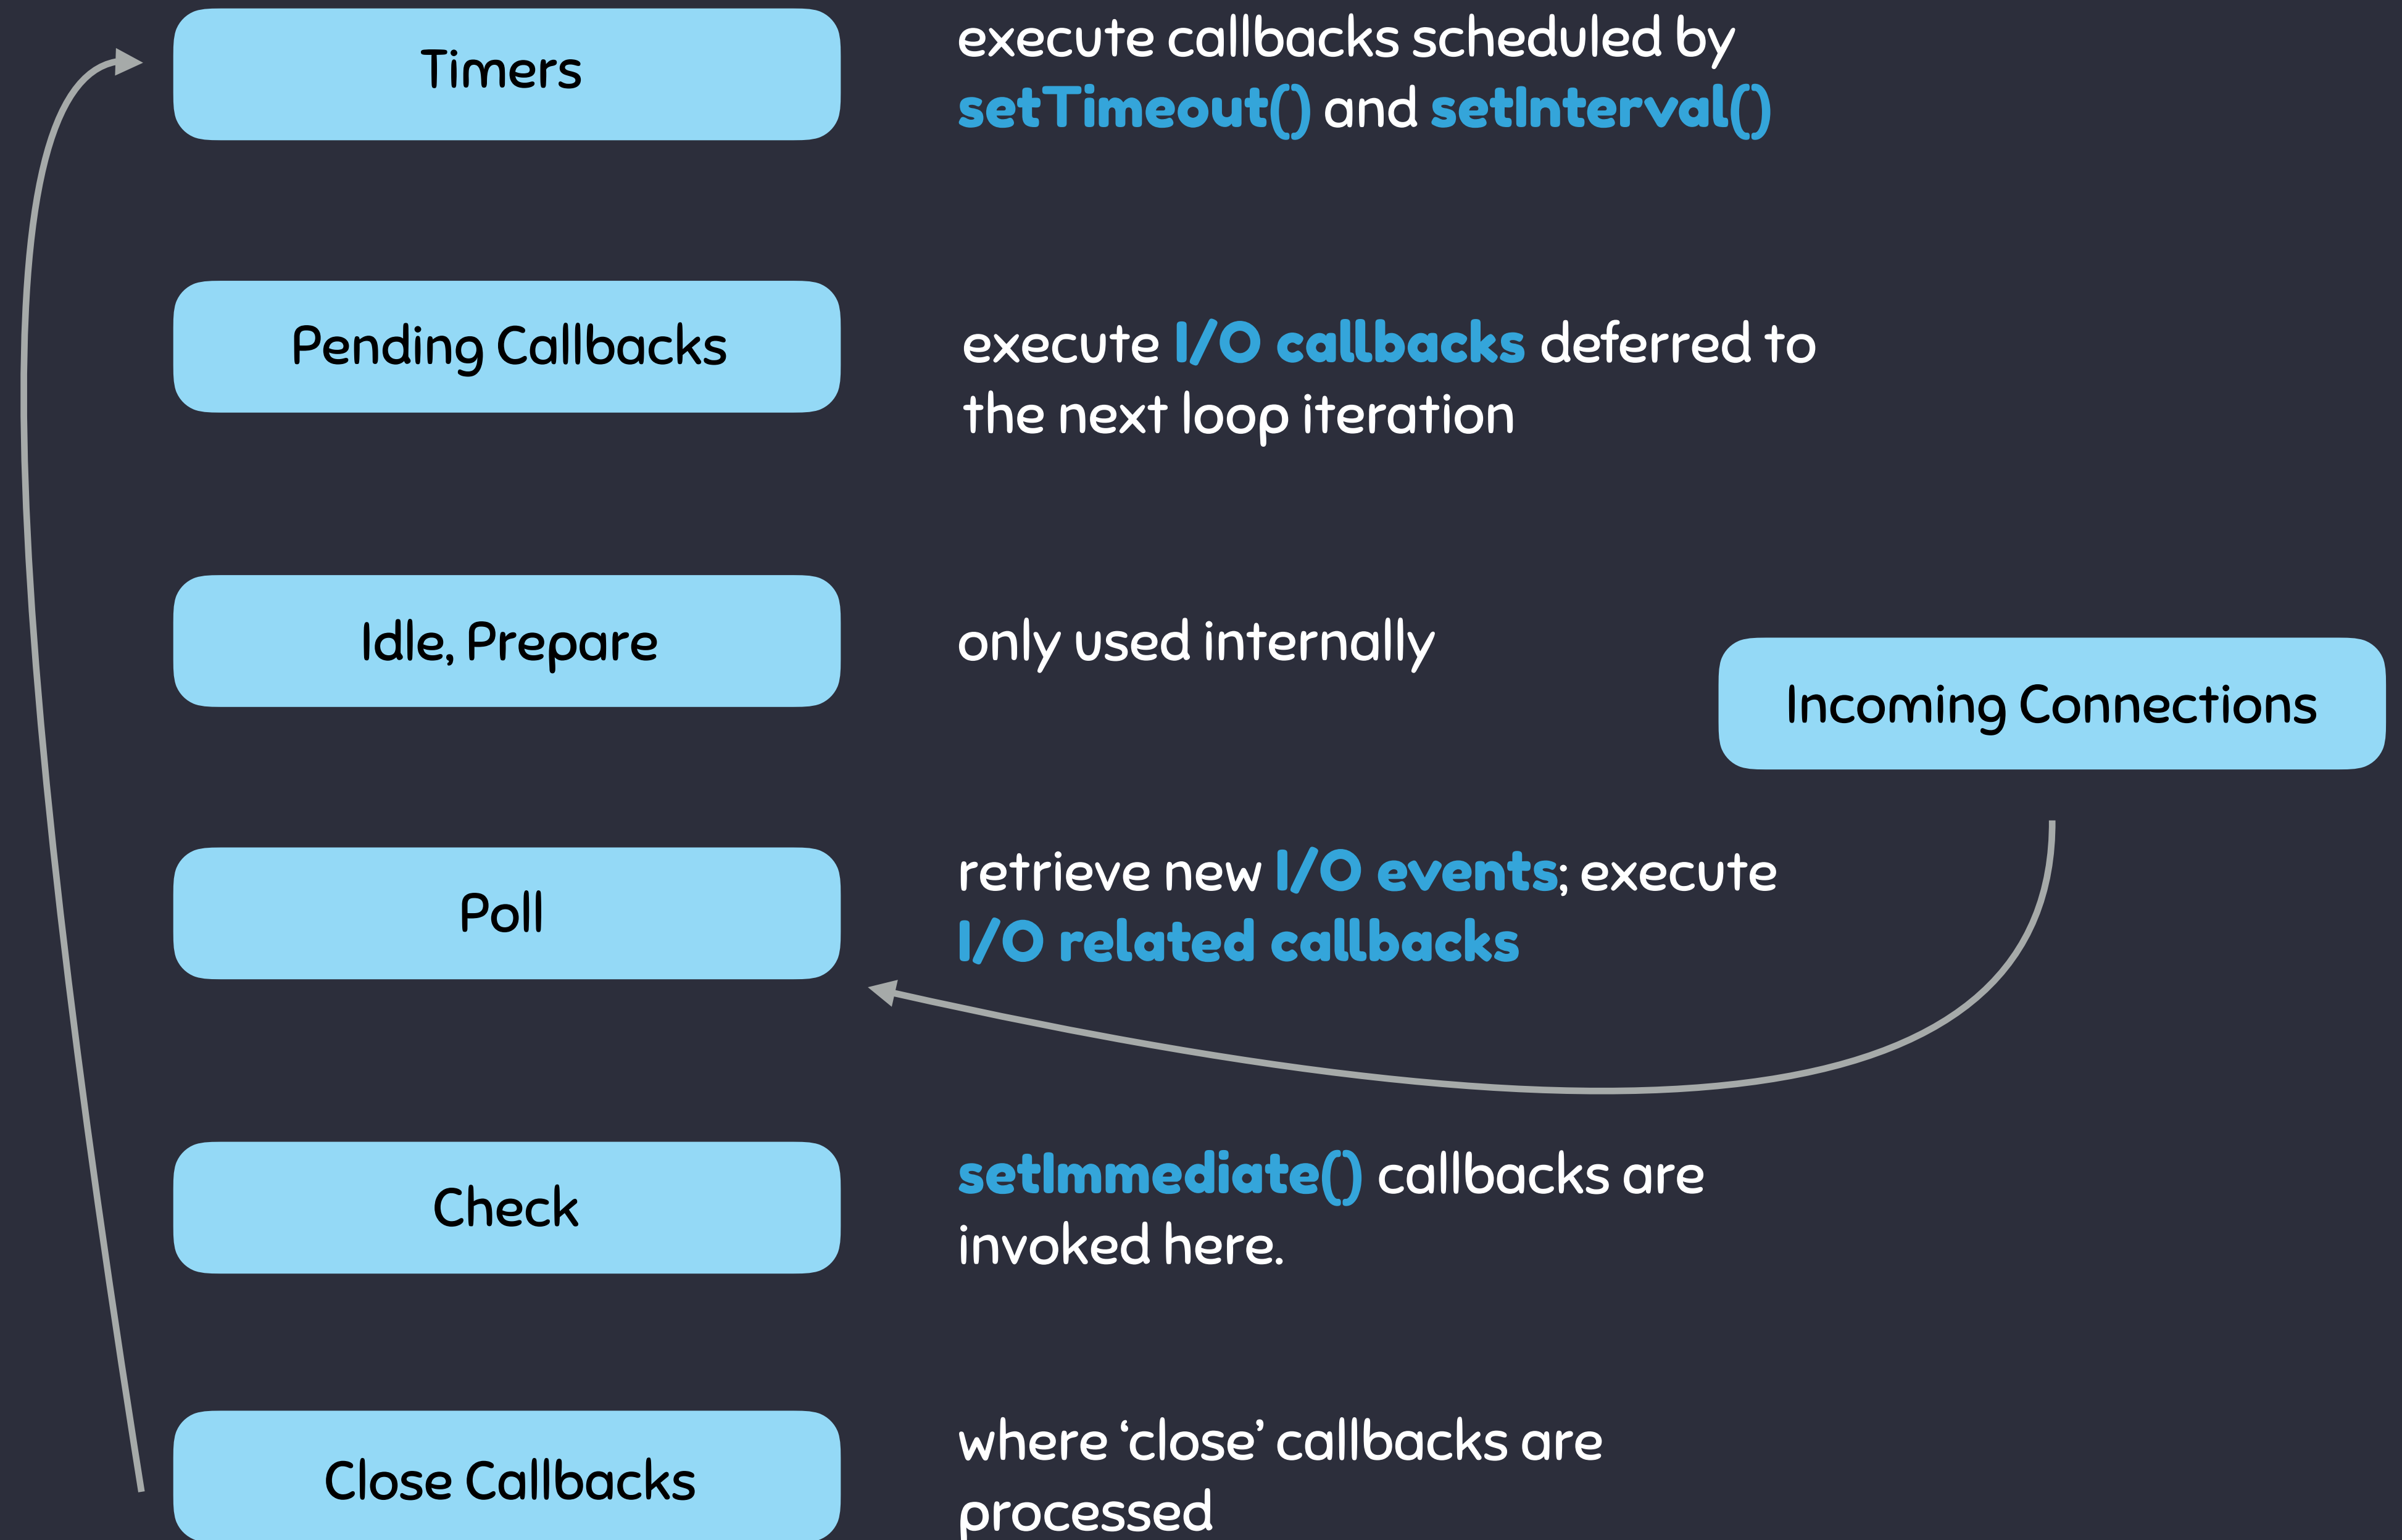 Timers
execute callbacks scheduled by
setTimeout() and setInterval()
Pending Callbacks
execute I/O callbacks deferred to
the next loop iteration
Idle, Prepare
only used internally
Incoming Connections
Poll
retrieve new I/O events; execute
I/O related callbacks
Check
setImmediate() callbacks are
invoked here.
Close Callbacks
where ‘close’ callbacks are
processed